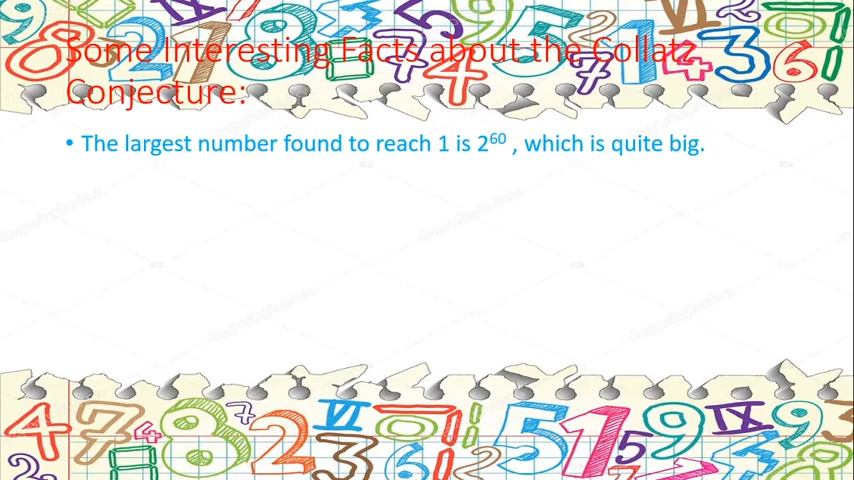 Some Interesting Facts about the Collatz
Conjecture:
• The largest number found to reach 1 is 2⁶⁰ , which is quite big.